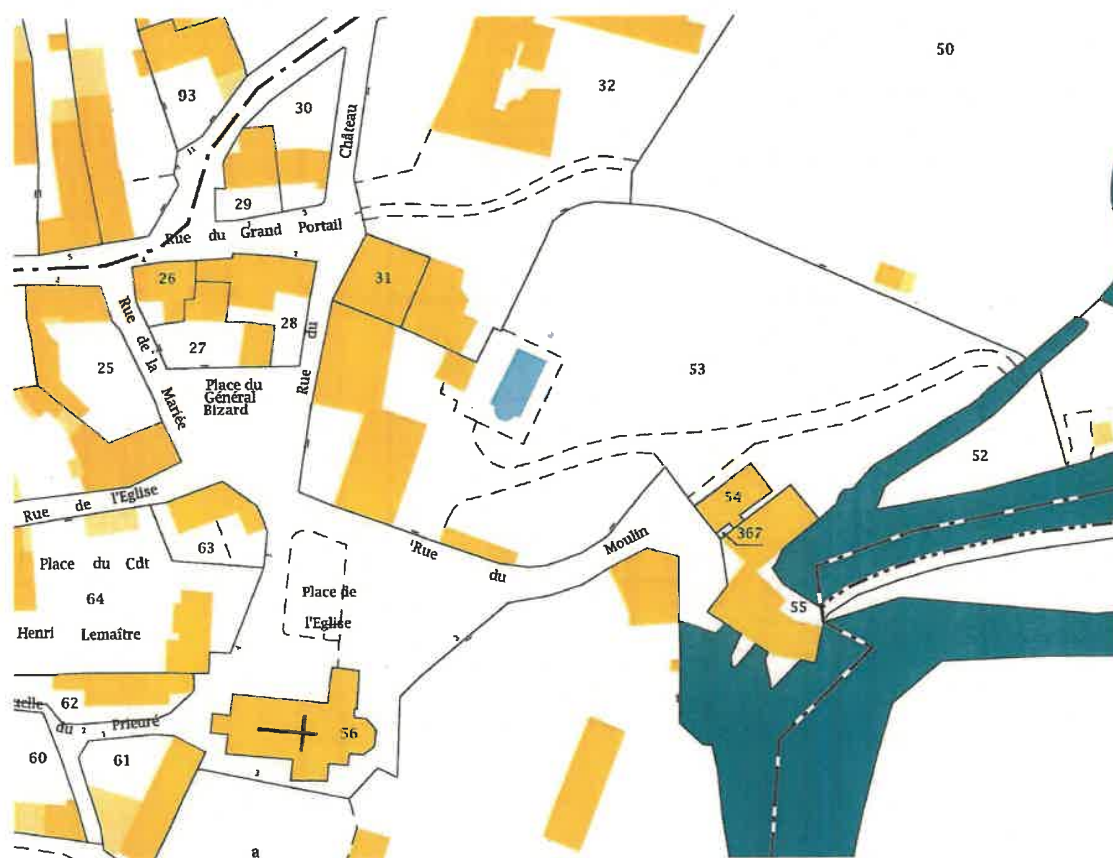 50
32
93
30
Château
29
Rue du Grand Portail
26
31
28
27
25
Rue de la Mariée
Place du
Général
Bizard
Rue du
53
52
54
367
55
Rue de l'Eglise
63
Rue du Moulin
Place du Cdt
64
Henri Lemaître
Place de
l'Eglise
62
du Prieuré
56
60
61
a